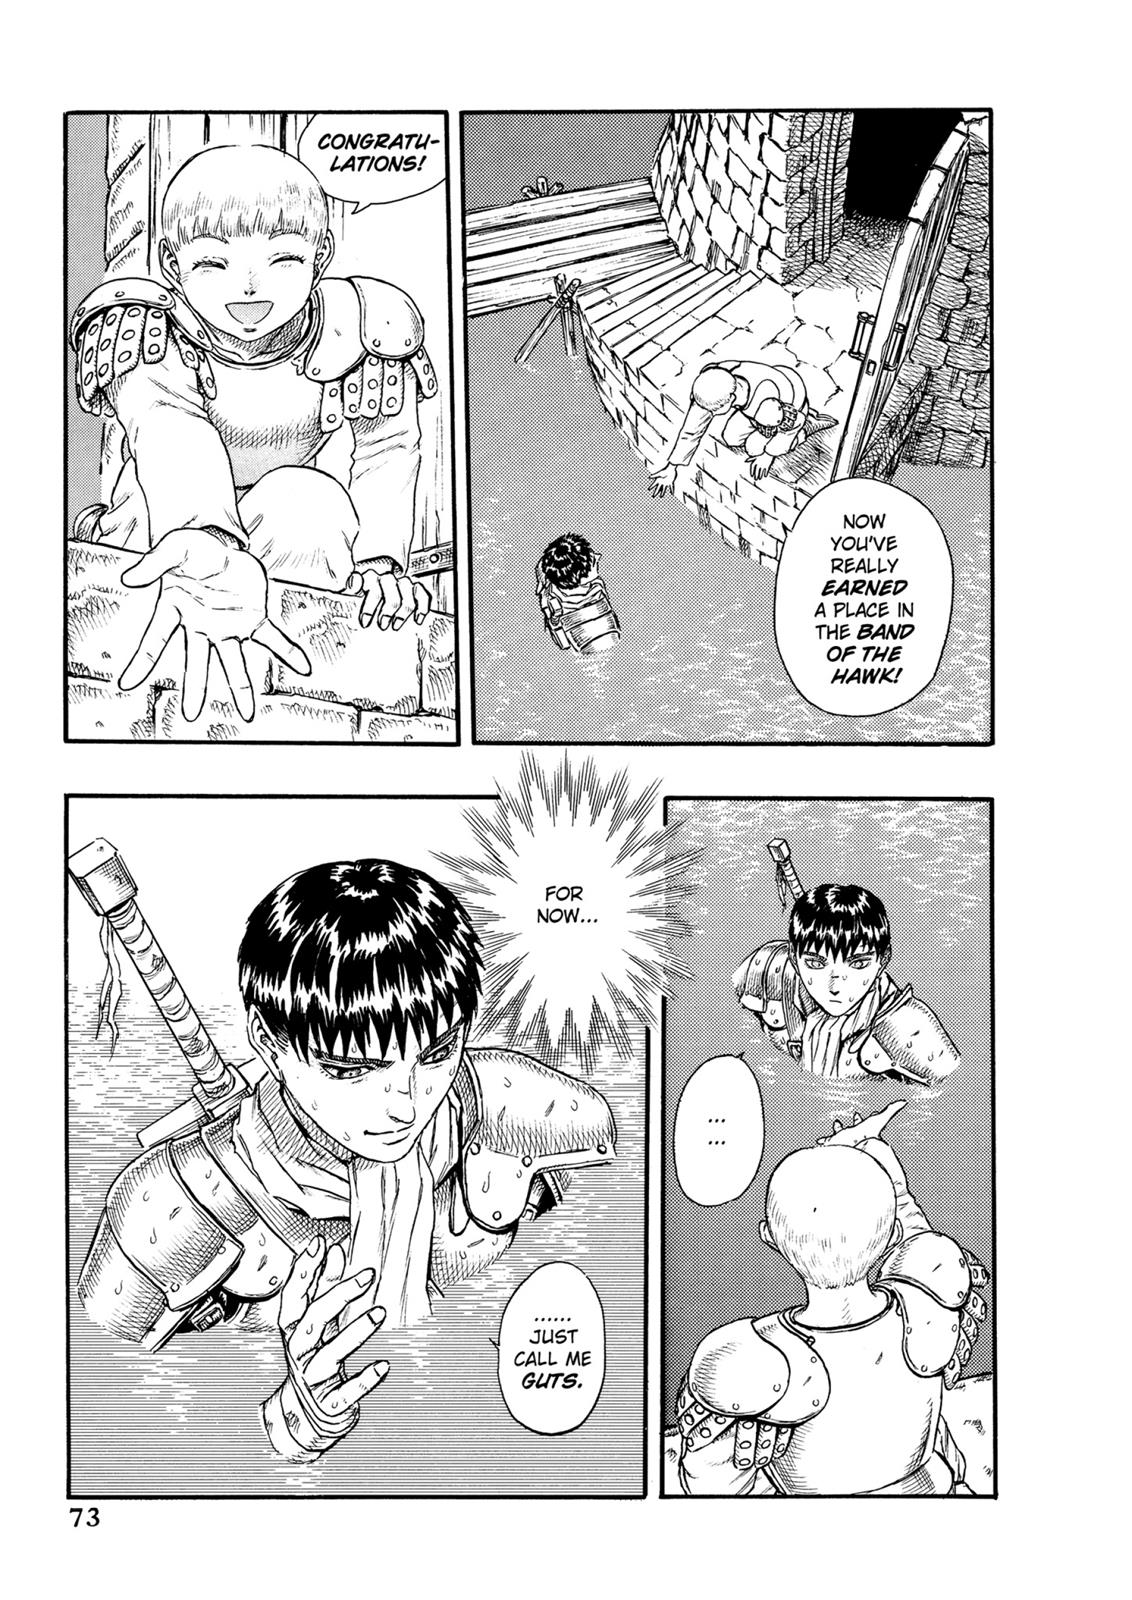 NOW
YOU'VE
REALLY
EARNED
A PLACE IN
THE BAND
OF THE
HAWK!
CONGRATU-
LATIONS!
...
...
FOR
NOW...
......
JUST
CALL ME
GUTS.
73